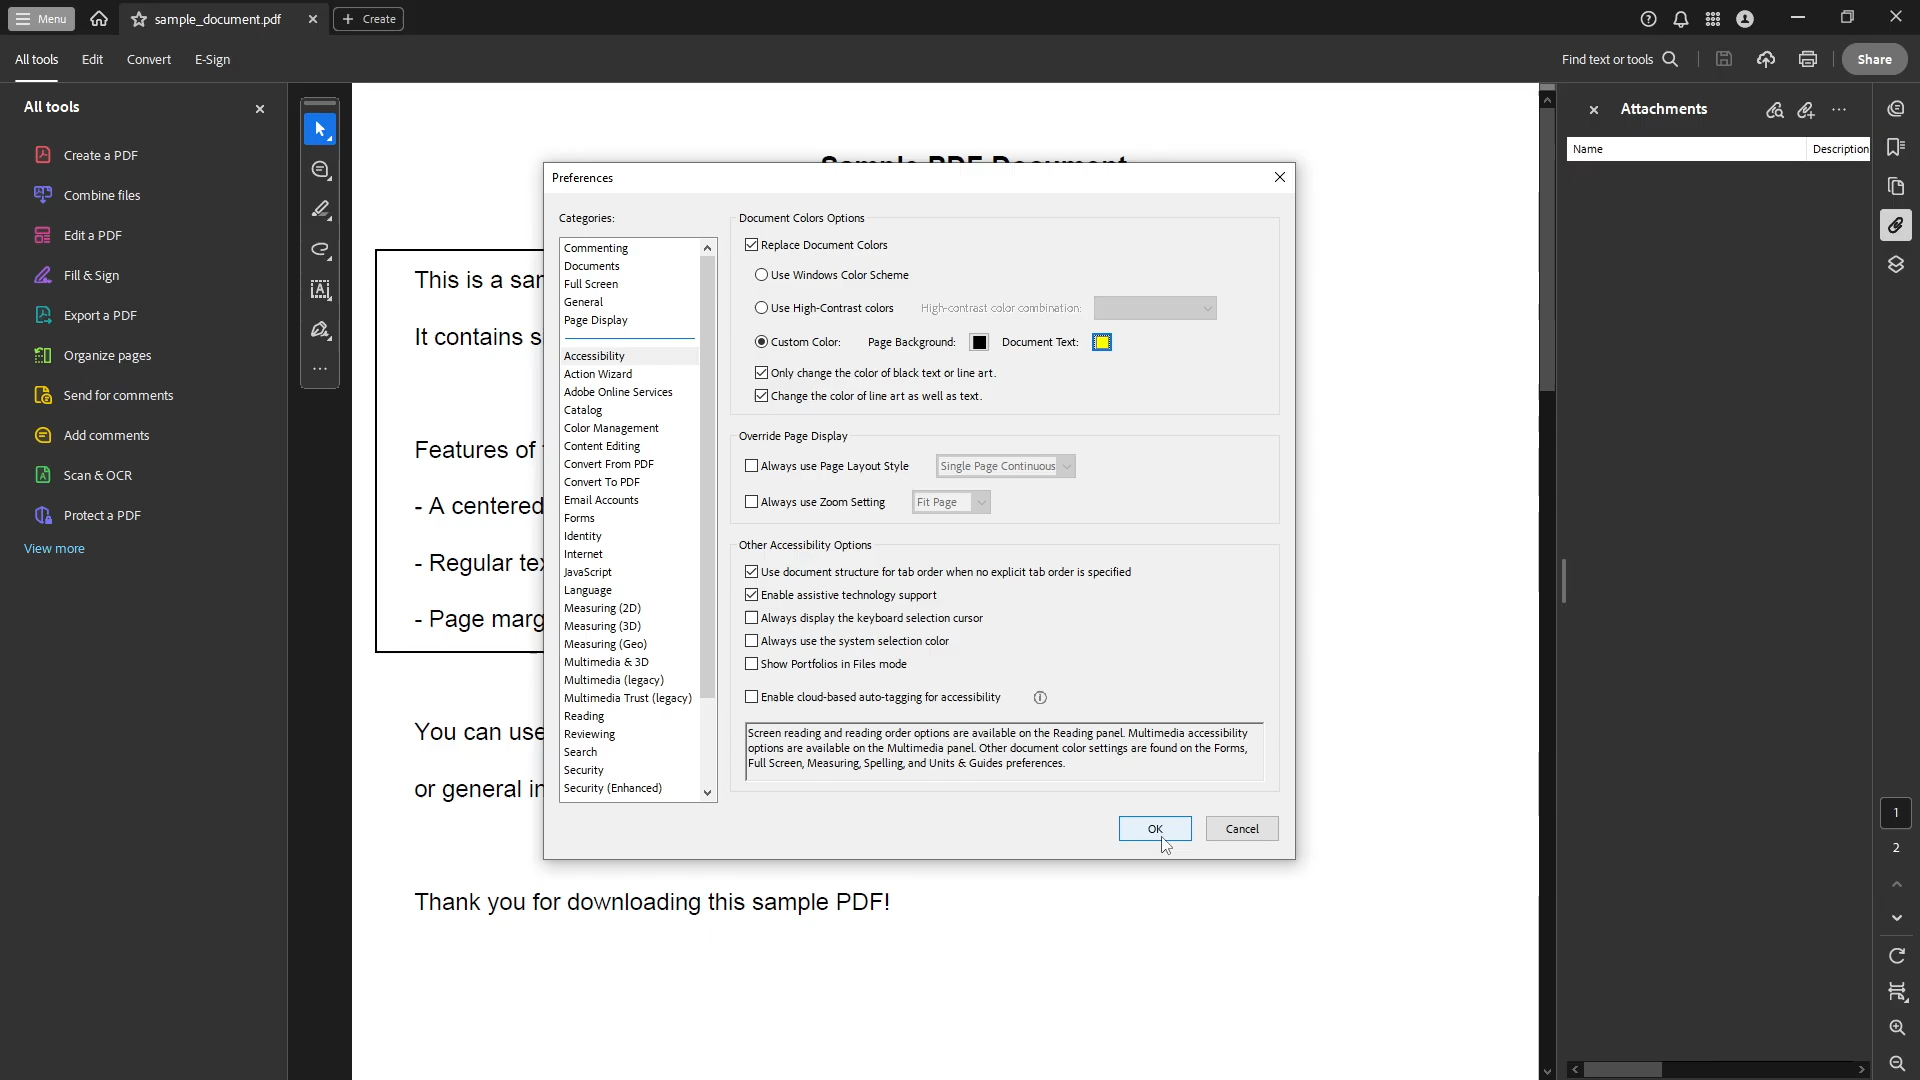 Menu
sample_document.pdf
Create
All tools
Edit
Convert
E-Sign
Find text or tools
Share
All tools
Create a PDF
Combine files
Edit a PDF
Fill & Sign
Export a PDF
Organize pages
Send for comments
Add comments
Scan & OCR
Protect a PDF
View more
This is a sa
It contains s
Features of
- A centered
- Regular te
- Page marg
You can use
or general in
Thank you for downloading this sample PDF!
Sample PDF Document
Preferences
Categories:
Commenting
Documents
Full Screen
General
Page Display
Accessibility
Action Wizard
Adobe Online Services
Catalog
Color Management
Content Editing
Convert From PDF
Convert To PDF
Email Accounts
Forms
Identity
Internet
JavaScript
Language
Measuring (2D)
Measuring (3D)
Measuring (Geo)
Multimedia & 3D
Multimedia (legacy)
Multimedia Trust (legacy)
Reading
Reviewing
Search
Security
Security (Enhanced)
Document Colors Options
Replace Document Colors
Use Windows Color Scheme
Use High-Contrast colors High-contrast color combination:
Custom Color: Page Background: Document Text:
Only change the color of black text or line art.
Change the color of line art as well as text.
Override Page Display
Always use Page Layout Style Single Page Continuous
Always use Zoom Setting Fit Page
Other Accessibility Options
Use document structure for tab order when no explicit tab order is specified
Enable assistive technology support
Always display the keyboard selection cursor
Always use the system selection color
Show Portfolios in Files mode
Enable cloud-based auto-tagging for accessibility
Screen reading and reading order options are available on the Reading panel. Multimedia accessibility
options are available on the Multimedia panel. Other document color settings are found on the Forms,
Full Screen, Measuring, Spelling, and Units & Guides preferences.
OK
Cancel
Attachments
Name
Description
1
2